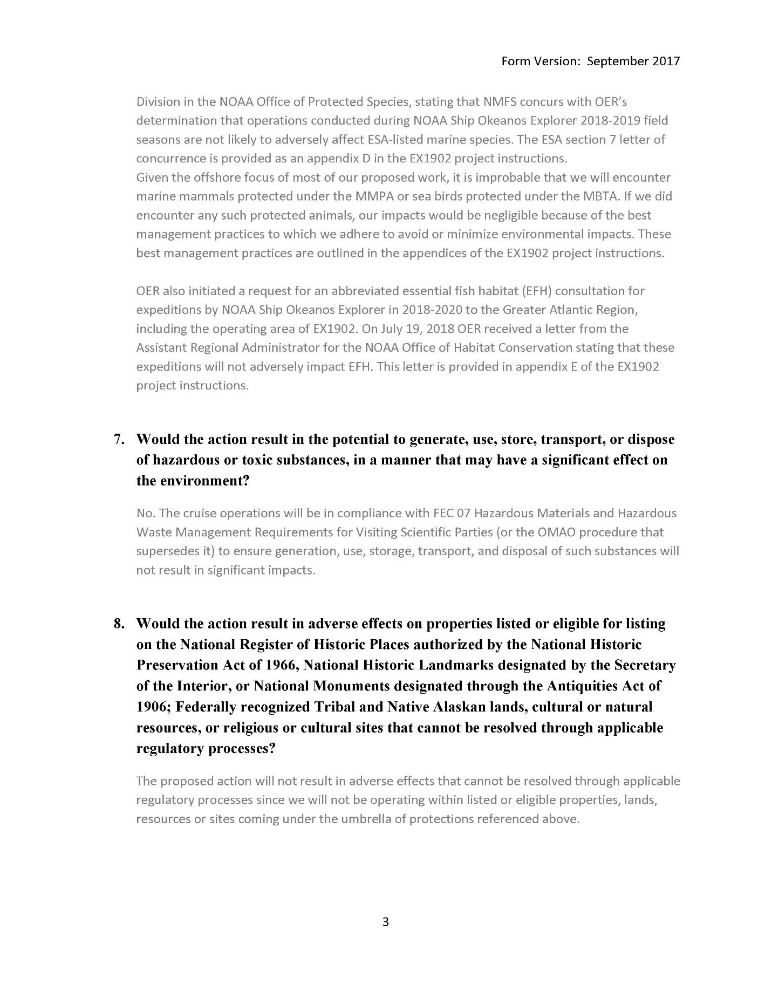 Form Version:  September 2017
Division in the NOAA Office of Protected Species, stating that NMFS concurs with OER’s
determination that operations conducted during NOAA Ship Okeanos Explorer 2018-2019 field
seasons are not likely to adversely affect ESA-listed marine species. The ESA section 7 letter of
concurrence is provided as an appendix D in the EX1902 project instructions.
Given the offshore focus of most of our proposed work, it is improbable that we will encounter
marine mammals protected under the MMPA or sea birds protected under the MBTA. If we did
encounter any such protected animals, our impacts would be negligible because of the best
management practices to which we adhere to avoid or minimize environmental impacts. These
best management practices are outlined in the appendices of the EX1902 project instructions.
OER also initiated a request for an abbreviated essential fish habitat (EFH) consultation for
expeditions by NOAA Ship Okeanos Explorer in 2018-2020 to the Greater Atlantic Region,
including the operating area of EX1902. On July 19, 2018 OER received a letter from the
Assistant Regional Administrator for the NOAA Office of Habitat Conservation stating that these
expeditions will not adversely impact EFH. This letter is provided in appendix E of the EX1902
project instructions.
7. Would the action result in the potential to generate, use, store, transport, or dispose
of hazardous or toxic substances, in a manner that may have a significant effect on
the environment?
No. The cruise operations will be in compliance with FEC 07 Hazardous Materials and Hazardous
Waste Management Requirements for Visiting Scientific Parties (or the OMAO procedure that
supersedes it) to ensure generation, use, storage, transport, and disposal of such substances will
not result in significant impacts.
8. Would the action result in adverse effects on properties listed or eligible for listing
on the National Register of Historic Places authorized by the National Historic
Preservation Act of 1966, National Historic Landmarks designated by the Secretary
of the Interior, or National Monuments designated through the Antiquities Act of
1906; Federally recognized Tribal and Native Alaskan lands, cultural or natural
resources, or religious or cultural sites that cannot be resolved through applicable
regulatory processes?
The proposed action will not result in adverse effects that cannot be resolved through applicable
regulatory processes since we will not be operating within listed or eligible properties, lands,
resources or sites coming under the umbrella of protections referenced above.
3